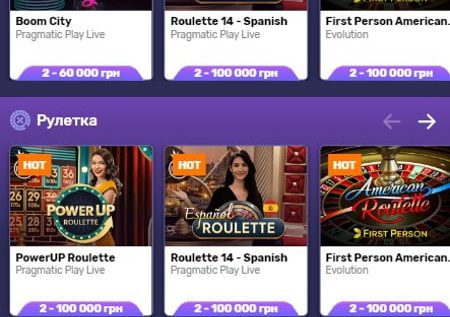 Boom City
Pragmatic Play Live
2 - 60 000 грн
Roulette 14 - Spanish
Pragmatic Play Live
2 - 100 000 грн
First Person American.
Evolution
2 - 100 000 грн
Рулетка
HOT
POWER UP
ROULETTE
PowerUP Roulette
Pragmatic Play Live
2 - 100 000 грн
HOT
Español
ROULETTE
Roulette 14 - Spanish
Pragmatic Play Live
2 - 100 000 грн
HOT
American
Roulette
FIRST PERSON
First Person American.
Evolution
2 - 100 000 грн